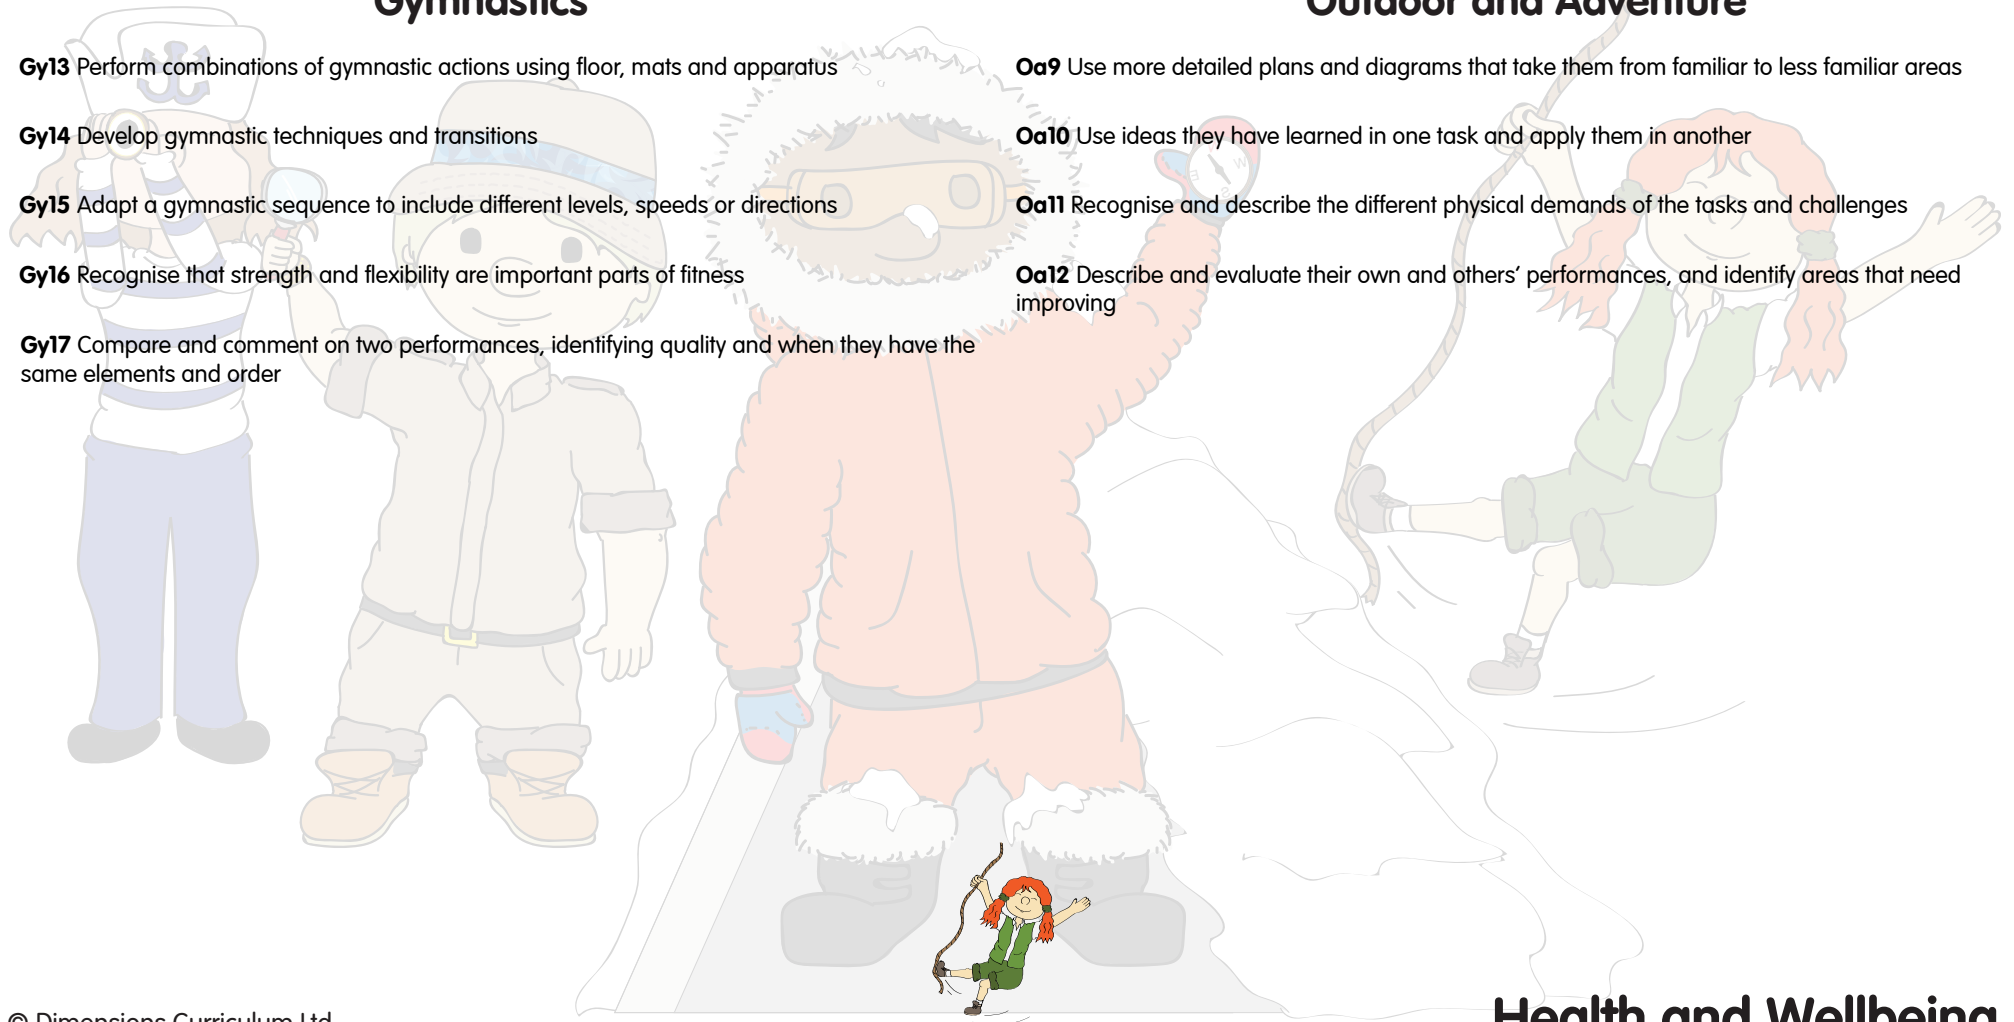 Gymnastics
Gy13 Perform combinations of gymnastic actions using floor, mats and apparatus
Gy14 Develop gymnastic techniques and transitions
Gy15 Adapt a gymnastic sequence to include different levels, speeds or directions
Gy16 Recognise that strength and flexibility are important parts of fitness
Gy17 Compare and comment on two performances, identifying quality and when they have the
same elements and order
Outdoor and Adventure
Oa9 Use more detailed plans and diagrams that take them from familiar to less familiar areas
Oa10 Use ideas they have learned in one task and apply them in another
Oa11 Recognise and describe the different physical demands of the tasks and challenges
Oa12 Describe and evaluate their own and others’ performances, and identify areas that need
improving
W
E
S
© Dimensions Curriculum Ltd
Health and Wellbeing